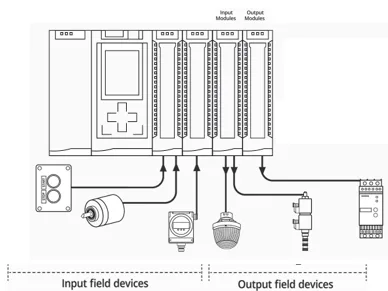 Input
Modules
Output
Modules
Input field devices
Output field devices